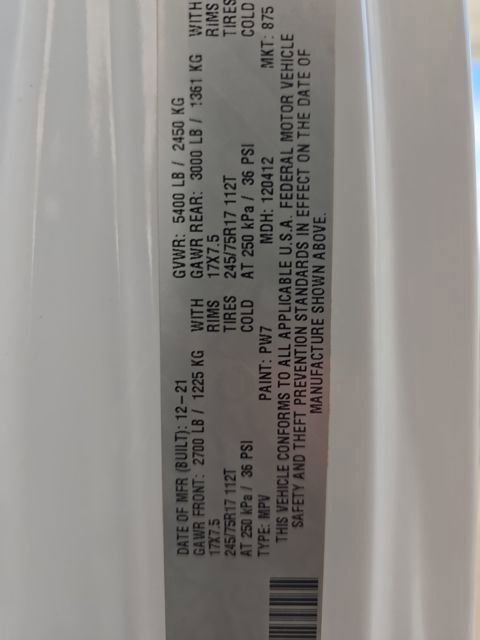 DATE OF MFR (BUILT): 12-21 GVWR: 5400 LB / 2450 KG
GAWR FRONT: 2700 LB / 1225 KG WITH GAWR REAR: 3000 LB / 1361 KG WITH
17X7.5 RIMS 17X7.5 RIMS
245/75R17 112T TIRES 245/75R17 112T TIRES
AT 250 kPa / 36 PSI COLD AT 250 kPa / 36 PSI COLD
TYPE: MPV PAINT: PW7 MDH: 120412 MKT: 875
THIS VEHICLE CONFORMS TO ALL APPLICABLE U.S.A. FEDERAL MOTOR VEHICLE
SAFETY AND THEFT PREVENTION STANDARDS IN EFFECT ON THE DATE OF
MANUFACTURE SHOWN ABOVE.